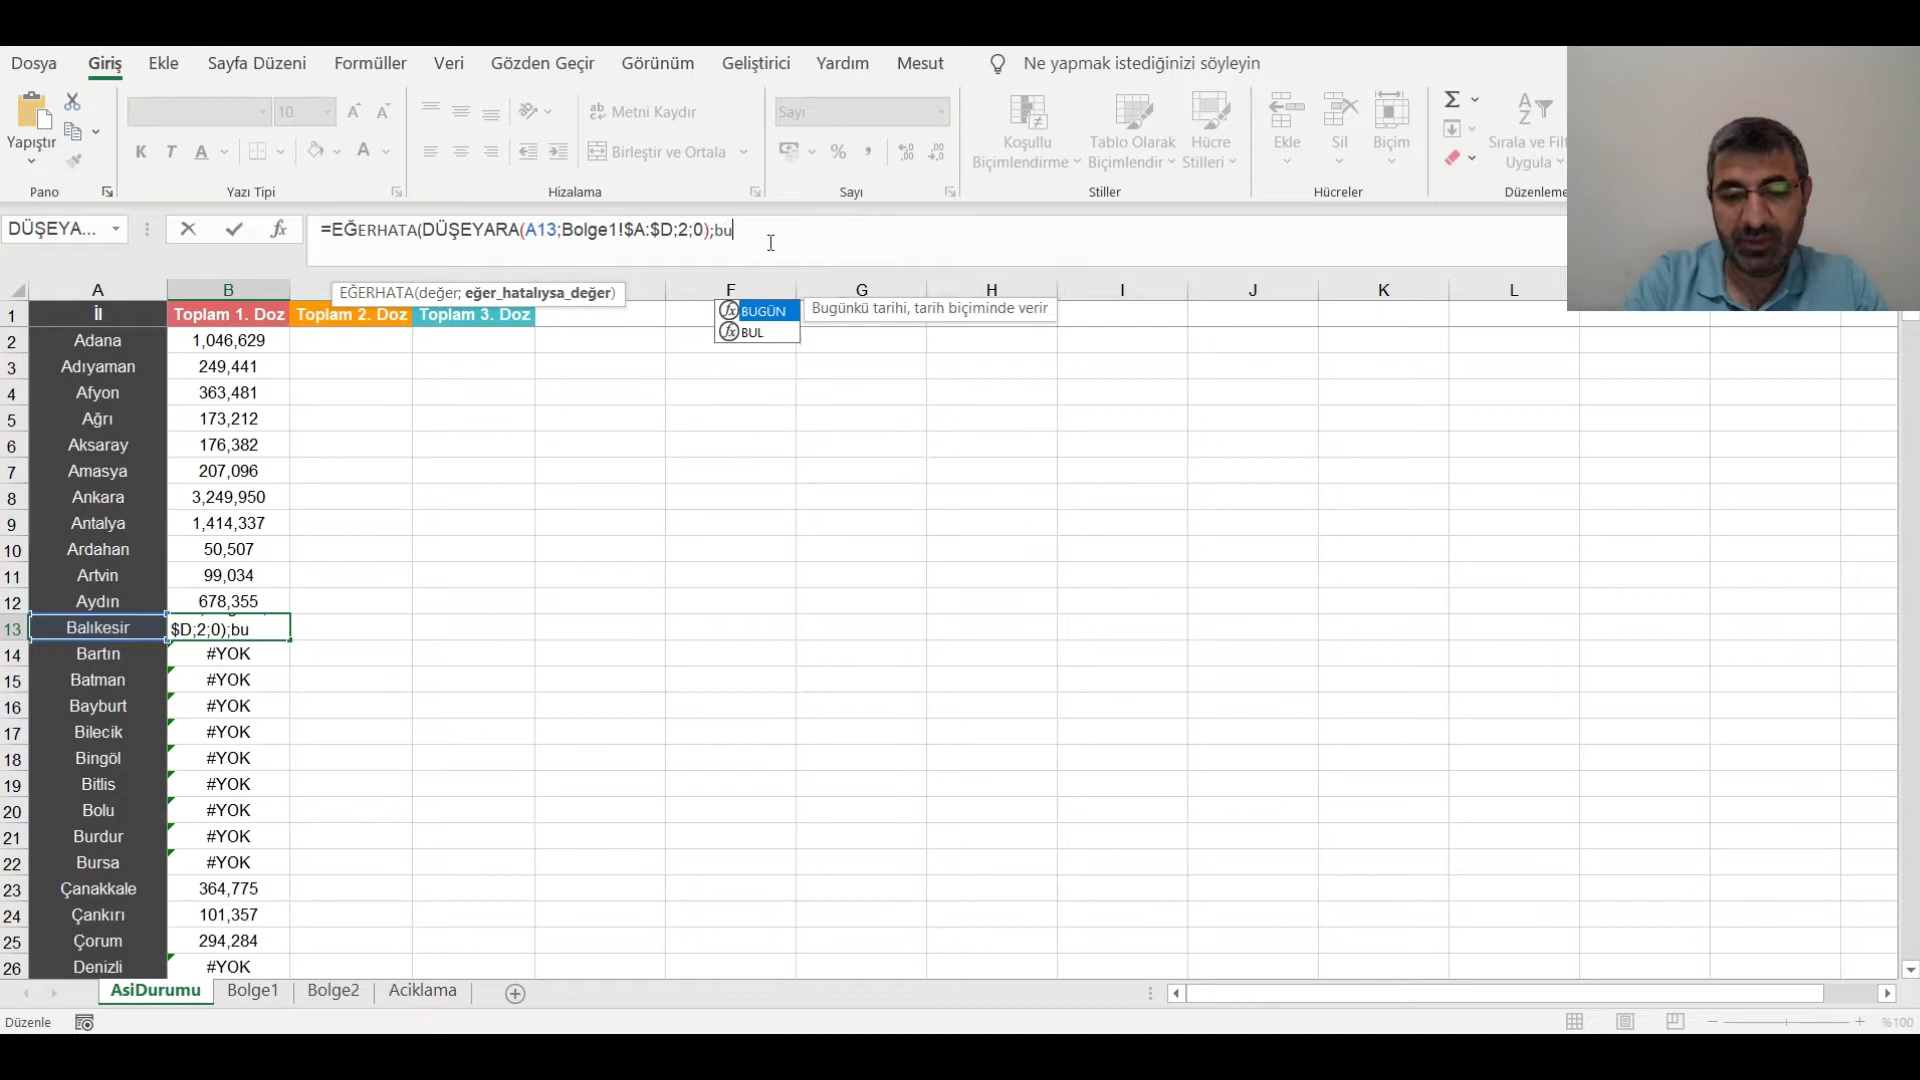 Dosya Giriş Ekle Sayfa Düzeni Formüller Veri Gözden Geçir Görünüm Geliştirici Yardım Mesut Ne yapmak istediğinizi söyleyin
10
Metni Kaydır
Sayı
Yapıştır
K T A
Birleştir ve Ortala
%
Koşullu Biçimlendirme
Tablo Olarak Biçimlendir
Hücre Stilleri
Ekle
Sil
Biçim
Sırala ve Filt
Uygula
Pano Yazı Tipi Hizalama Sayı Stiller Hücreler Düzenleme
DÜŞEYA... fx =EĞERHATA(DÜŞEYARA(A13;Bolge1!$A:$D;2;0);bu
EĞERHATA(değer; eğer_hatalıysa_değer)
A B F G H I J K L
BUGÜN Bugünkü tarihi, tarih biçiminde verir
BUL
1 İl Toplam 1. Doz Toplam 2. Doz Toplam 3. Doz
2 Adana 1,046,629
3 Adıyaman 249,441
4 Afyon 363,481
5 Ağrı 173,212
6 Aksaray 176,382
7 Amasya 207,096
8 Ankara 3,249,950
9 Antalya 1,414,337
10 Ardahan 50,507
11 Artvin 99,034
12 Aydın 678,355
13 Balıkesir $D;2;0);bu
14 Bartın #YOK
15 Batman #YOK
16 Bayburt #YOK
17 Bilecik #YOK
18 Bingöl #YOK
19 Bitlis #YOK
20 Bolu #YOK
21 Burdur #YOK
22 Bursa #YOK
23 Çanakkale 364,775
24 Çankırı 101,357
25 Çorum 294,284
26 Denizli #YOK
AsiDurumu Bolge1 Bolge2 Aciklama
Düzenle %100